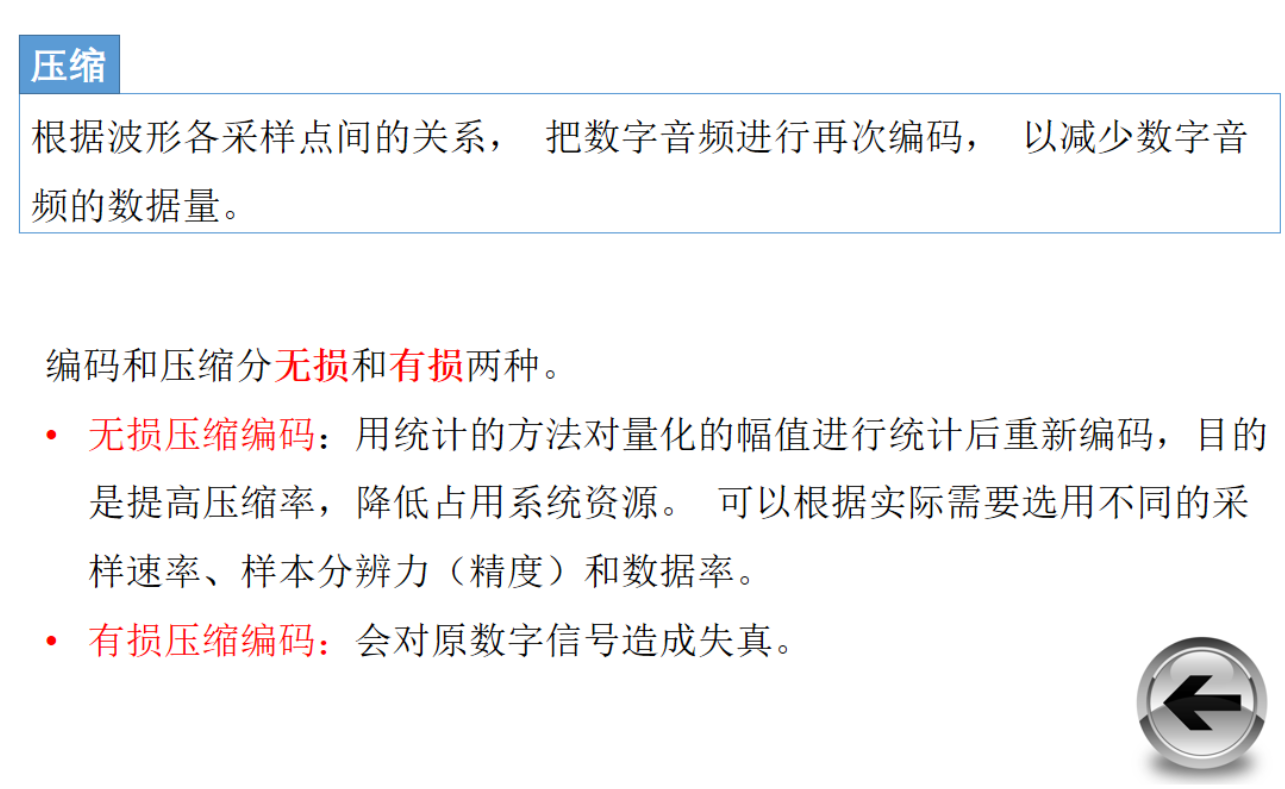 压缩
根据波形各采样点间的关系， 把数字音频进行再次编码， 以减少数字音
频的数据量。
编码和压缩分无损和有损两种。
• 无损压缩编码：用统计的方法对量化的幅值进行统计后重新编码，目的
是提高压缩率，降低占用系统资源。 可以根据实际需要选用不同的采
样速率、样本分辨力（精度）和数据率。
• 有损压缩编码：会对原数字信号造成失真。